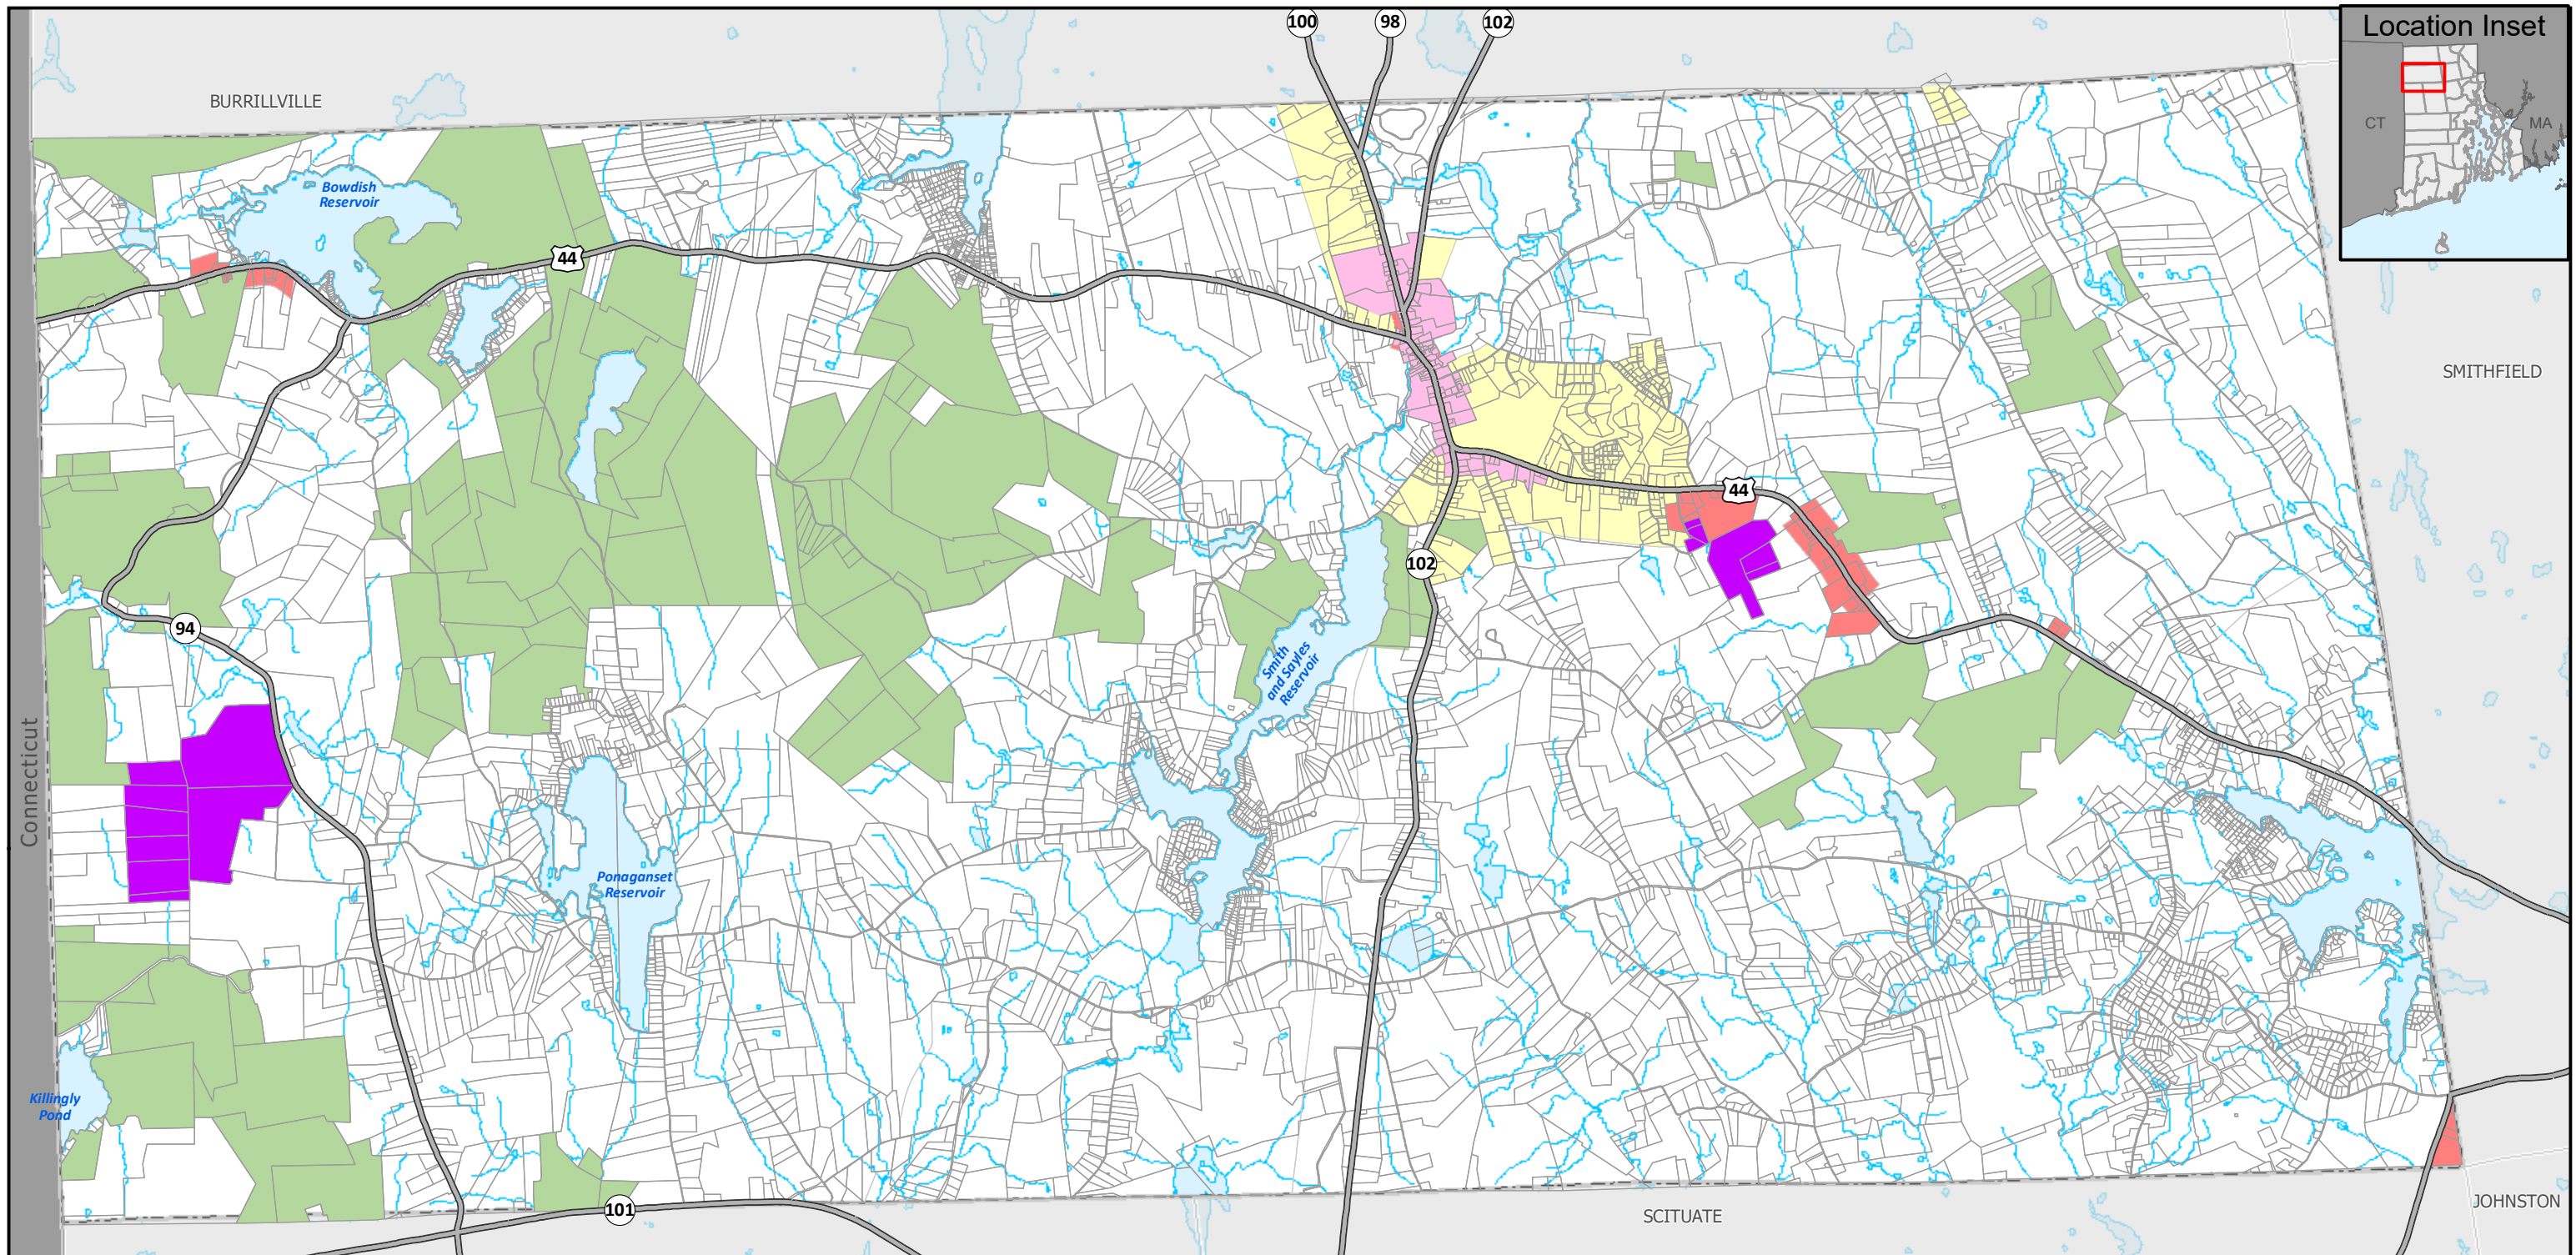 100
98
102
Location Inset
CT
MA
BURRILLVILLE
Bowdish
Reservoir
44
SMITHFIELD
44
102
94
Smith
and Sayles
Reservoir
Connecticut
Ponaganset
Reservoir
Killingly
Pond
101
SCITUATE
JOHNSTON